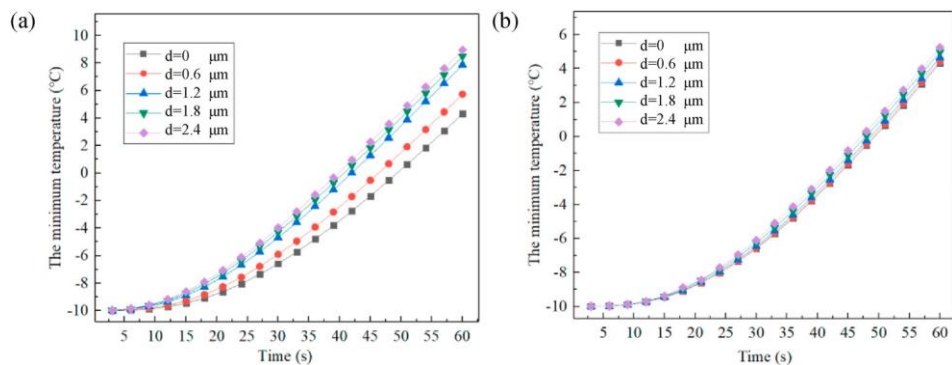 (a)
The minimum temperature (°C)
10
8
6
4
2
0
-2
-4
-6
-8
-10
d=0 μm
d=0.6 μm
d=1.2 μm
d=1.8 μm
d=2.4 μm
5 10 15 20 25 30 35 40 45 50 55 60
Time (s)
(b)
The minimum temperature (°C)
6
4
2
0
-2
-4
-6
-8
-10
d=0 μm
d=0.6 μm
d=1.2 μm
d=1.8 μm
d=2.4 μm
5 10 15 20 25 30 35 40 45 50 55 60
Time (s)